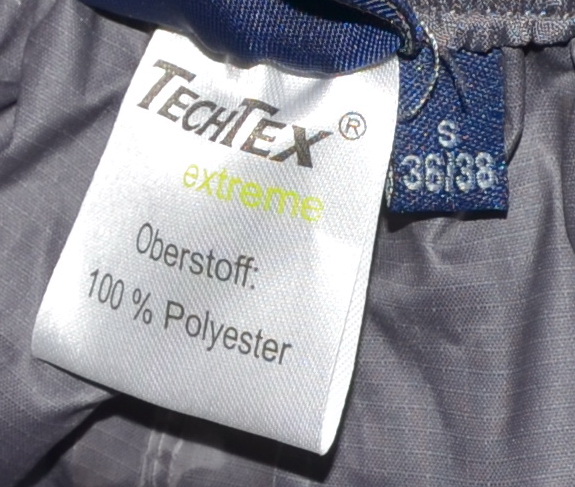 TECHTEX®
extreme
Oberstoff:
100 % Polyester
S
36/38